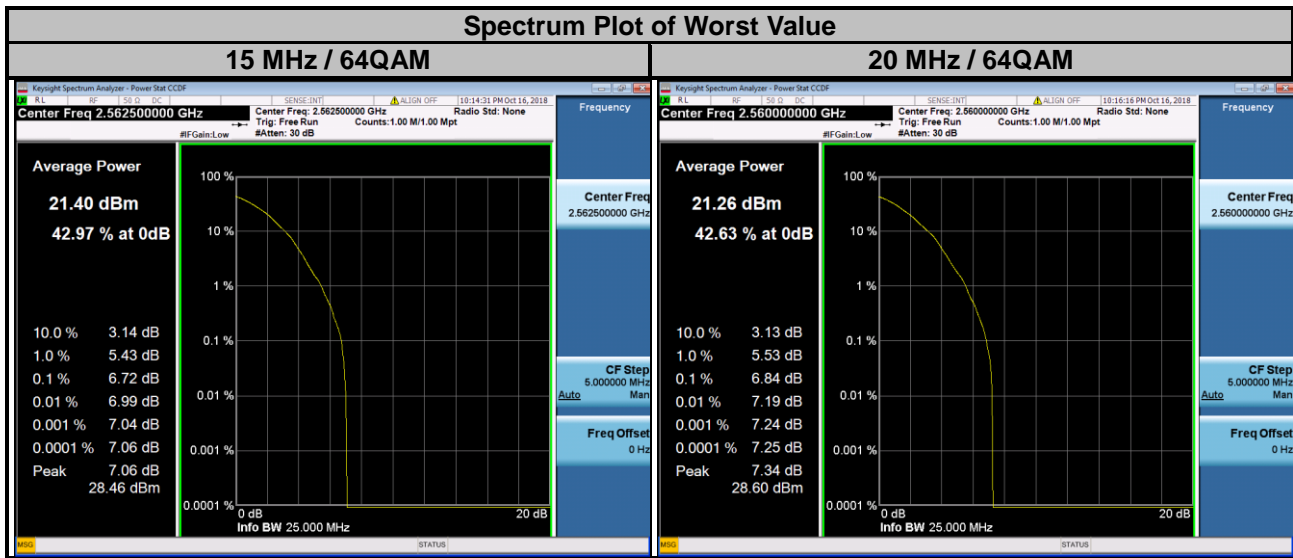 Spectrum Plot of Worst Value
15 MHz / 64QAM
20 MHz / 64QAM
Keysight Spectrum Analyzer - Power Stat CCDF
RL RF 50 Ω DC SENSE:INT ALIGN OFF 10:14:31 PM Oct 16, 2018
Center Freq 2.562500000 GHz
Center Freq: 2.562500000 GHz Radio Std: None
Trig: Free Run Counts:1.00 M/1.00 Mpt
#IFGain:Low #Atten: 30 dB
Frequency
Average Power
21.40 dBm
42.97 % at 0dB
10.0 % 3.14 dB
1.0 % 5.43 dB
0.1 % 6.72 dB
0.01 % 6.99 dB
0.001 % 7.04 dB
0.0001 % 7.06 dB
Peak 7.06 dB
28.46 dBm
100 %
10 %
1 %
0.1 %
0.01 %
0.001 %
0.0001 %
0 dB 20 dB
Info BW 25.000 MHz
Center Freq
2.562500000 GHz
CF Step
5.000000 MHz
Auto Man
Freq Offset
0 Hz
MSG STATUS
Keysight Spectrum Analyzer - Power Stat CCDF
RL RF 50 Ω DC SENSE:INT ALIGN OFF 10:16:16 PM Oct 16, 2018
Center Freq 2.560000000 GHz
Center Freq: 2.560000000 GHz Radio Std: None
Trig: Free Run Counts:1.00 M/1.00 Mpt
#IFGain:Low #Atten: 30 dB
Frequency
Average Power
21.26 dBm
42.63 % at 0dB
10.0 % 3.13 dB
1.0 % 5.53 dB
0.1 % 6.84 dB
0.01 % 7.19 dB
0.001 % 7.24 dB
0.0001 % 7.25 dB
Peak 7.34 dB
28.60 dBm
100 %
10 %
1 %
0.1 %
0.01 %
0.001 %
0.0001 %
0 dB 20 dB
Info BW 25.000 MHz
Center Freq
2.560000000 GHz
CF Step
5.000000 MHz
Auto Man
Freq Offset
0 Hz
MSG STATUS